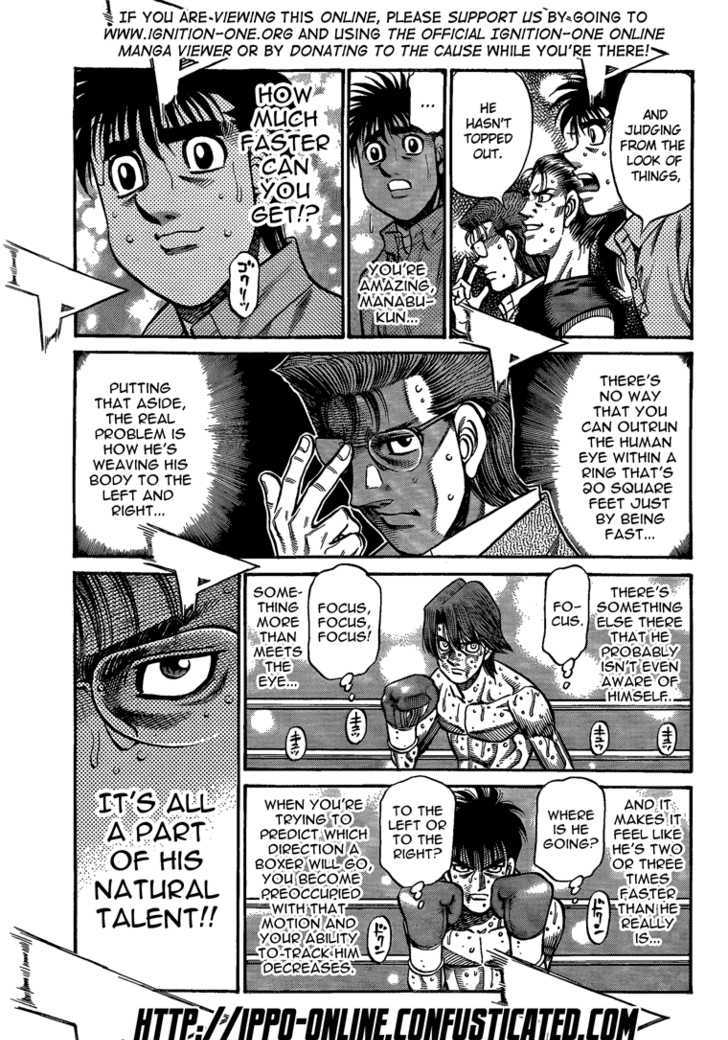 IF YOU ARE VIEWING THIS ONLINE, PLEASE SUPPORT US BY GOING TO
WWW.IGNITION-ONE.ORG AND USING THE OFFICIAL IGNITION-ONE ONLINE
MANGA VIEWER OR BY DONATING TO THE CAUSE WHILE YOU'RE THERE!
AND
JUDGING
FROM THE
LOOK OF
THINGS,
HE
HASN'T
TOPPED
OUT.
...
YOU'RE
AMAZING,
MANABU-
KUN...
HOW
MUCH
FASTER
CAN
YOU
GET!?
ゴクリッ
THERE'S
NO WAY
THAT YOU
CAN OUTRUN
THE HUMAN
EYE WITHIN A
RING THAT'S
20 SQUARE
FEET JUST
BY BEING
FAST...
PUTTING
THAT ASIDE,
THE REAL
PROBLEM IS
HOW HE'S
WEAVING HIS
BODY TO THE
LEFT AND
RIGHT...
THERE'S
SOMETHING
ELSE THERE
THAT HE
PROBABLY
ISN'T EVEN
AWARE OF
HIMSELF...
FO-
CUS.
FOCUS,
FOCUS,
FOCUS!
SOME-
THING
MORE
THAN
MEETS
THE
EYE...
AND IT
MAKES IT
FEEL LIKE
HE'S TWO
OR THREE
TIMES
FASTER
THAN HE
REALLY
IS...
WHERE
IS HE
GOING?
TO THE
LEFT OR
TO THE
RIGHT?
WHEN YOU'RE
TRYING TO
PREDICT WHICH
DIRECTION A
BOXER WILL GO,
YOU BECOME
PREOCCUPIED
WITH THAT
MOTION AND
YOUR ABILITY
TO TRACK HIM
DECREASES.
IT'S ALL
A PART
OF HIS
NATURAL
TALENT!!
HTTP://IPPO-ONLINE.CONFUSTICATED.COM